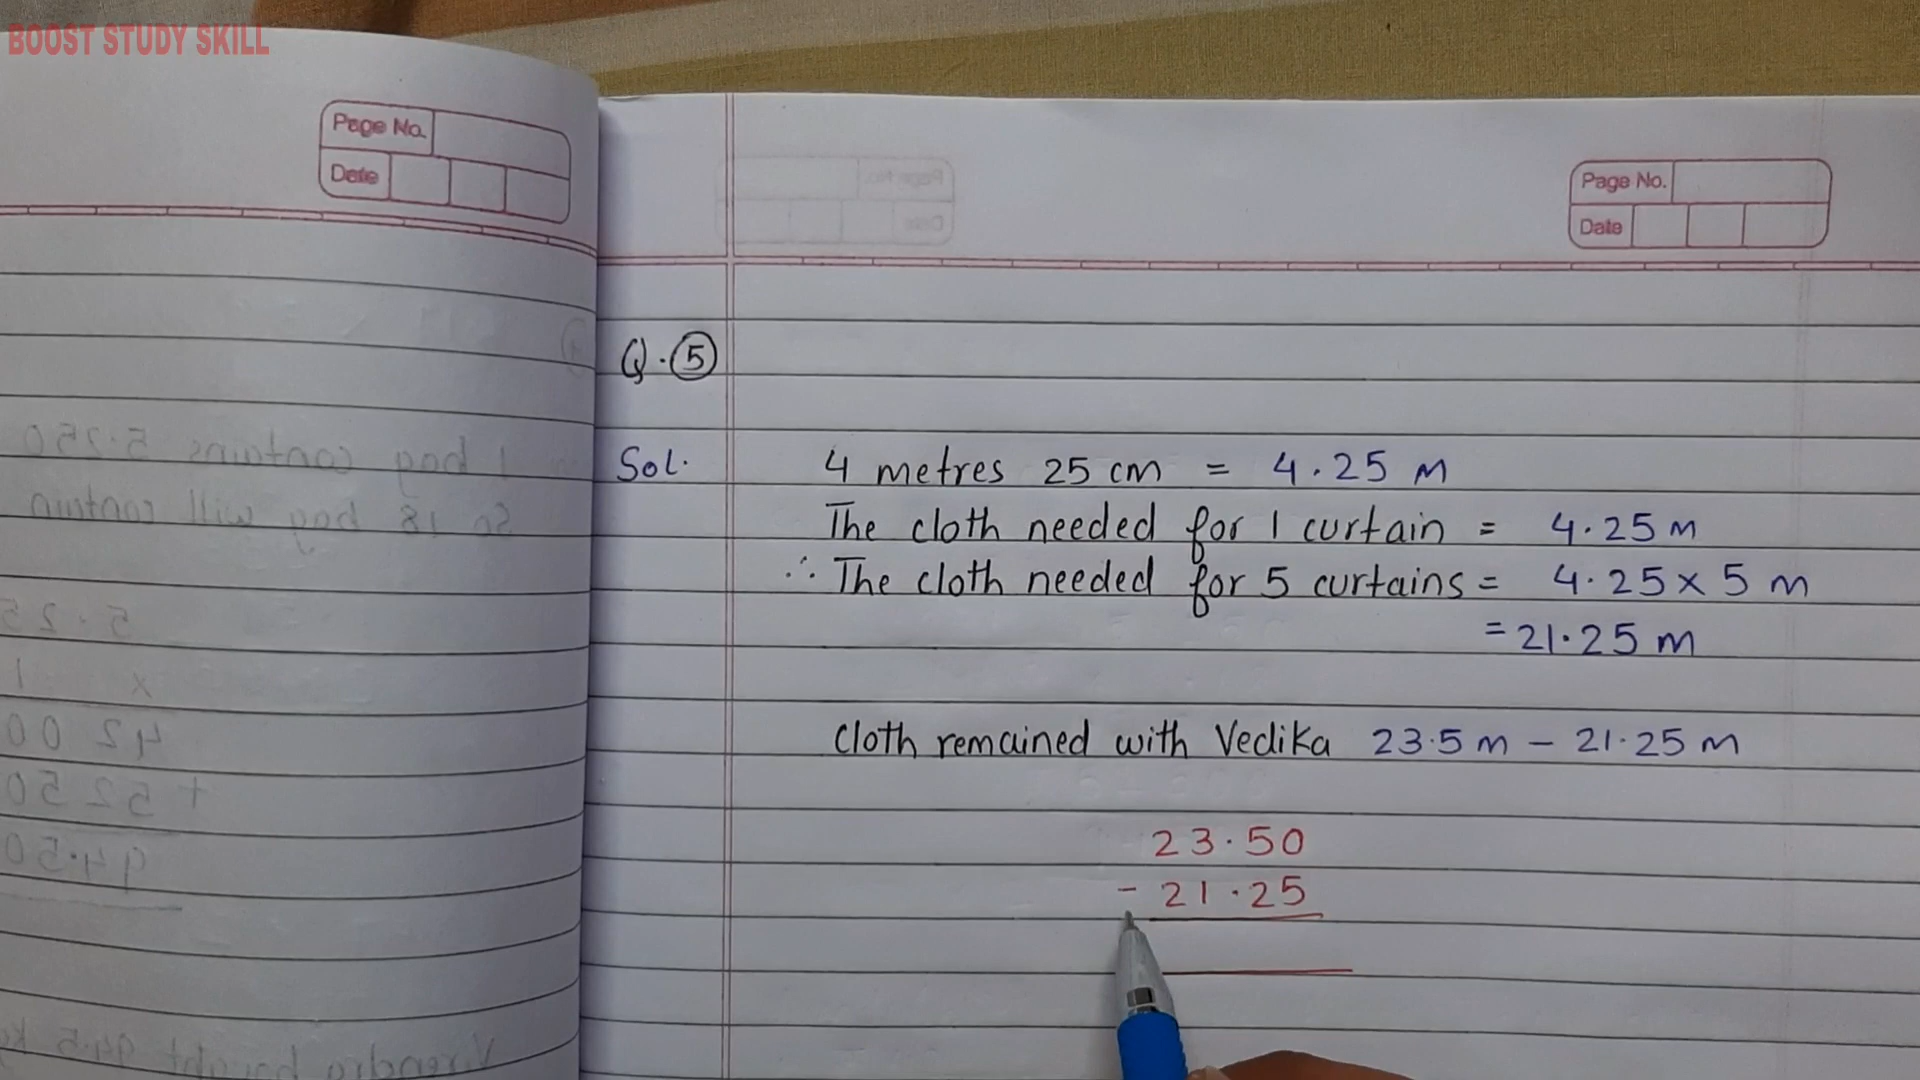 BOOST STUDY SKILL
Page No.
Date
Page No.
Date
Q.5
Sol. 4 metres 25 cm = 4.25 m
The cloth needed for 1 curtain = 4.25 m
∴ The cloth needed for 5 curtains = 4.25 x 5 m
= 21.25 m
Cloth remained with Vedika 23.5 m - 21.25 m
23.50
- 21.25